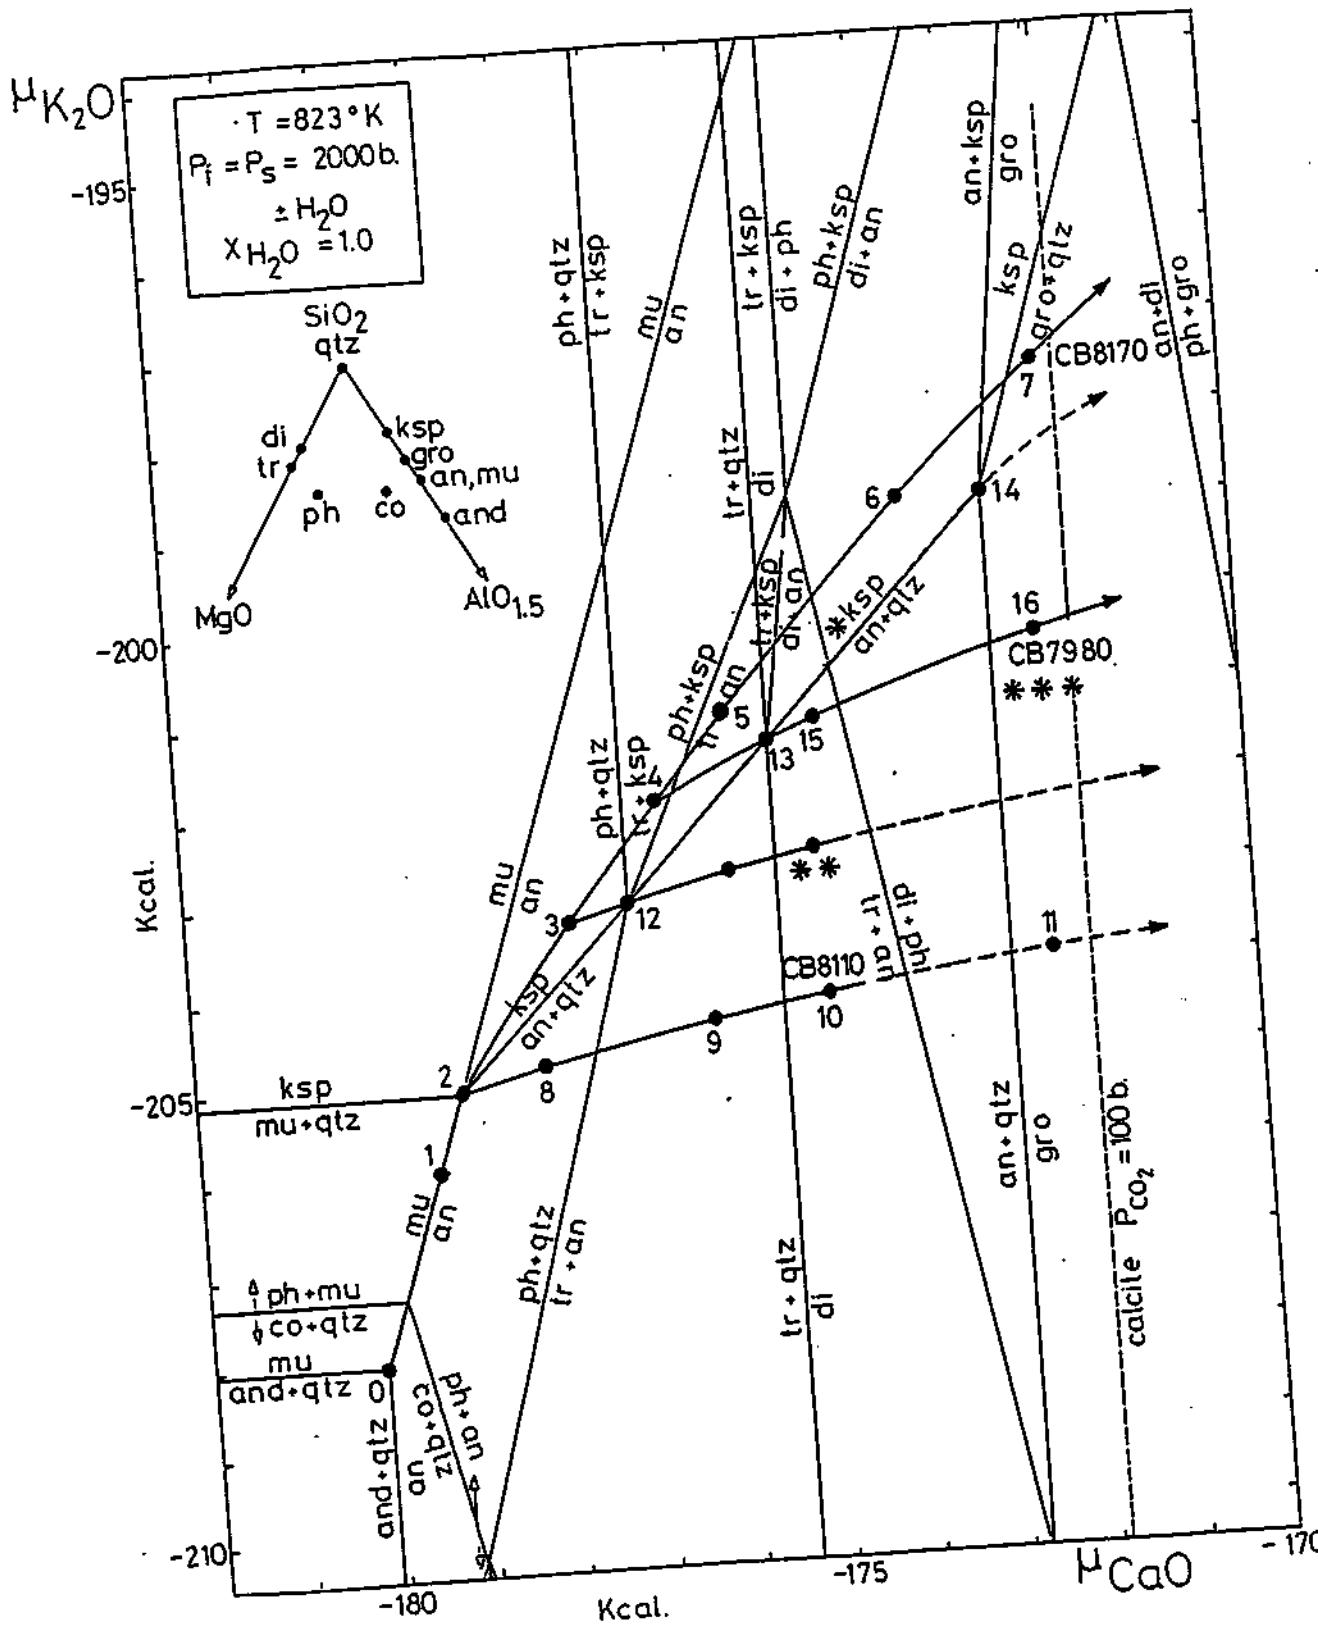 μK₂O
· T = 823°K
Pf = Ps = 2000b.
± H₂O
XH₂O = 1.0
-195
-200
-205
-210
Kcal.
SiO₂
qtz
di
tr
ksp
gro
an,mu
ph
co
and
MgO
AlO1.5
ph+qtz
tr+ksp
mu
an
tr+ksp
di+ph
ph+ksp
di+an
an+ksp
gro
ksp
gro+qtz
an+di
ph+gro
7
CB8170
6
14
tr+qtz
di
tr+ksp
di+an
*ksp
an+qtz
16
CB7980
***
ph+ksp
tr
an
5
13
15
ph+qtz
tr+ksp
4
**
mu
an
3
12
di+phl
tr+an
11
CB8110
ksp
an+qtz
10
9
8
2
ksp
mu+qtz
1
mu
an
ph+qtz
tr+an
tr+qtz
di
an+qtz
gro
calcite PCO₂=100b.
ph+mu
co+qtz
mu
and+qtz
0
and+qtz
an
co+qtz
ph+an
-180
Kcal.
-175
μCaO
-170